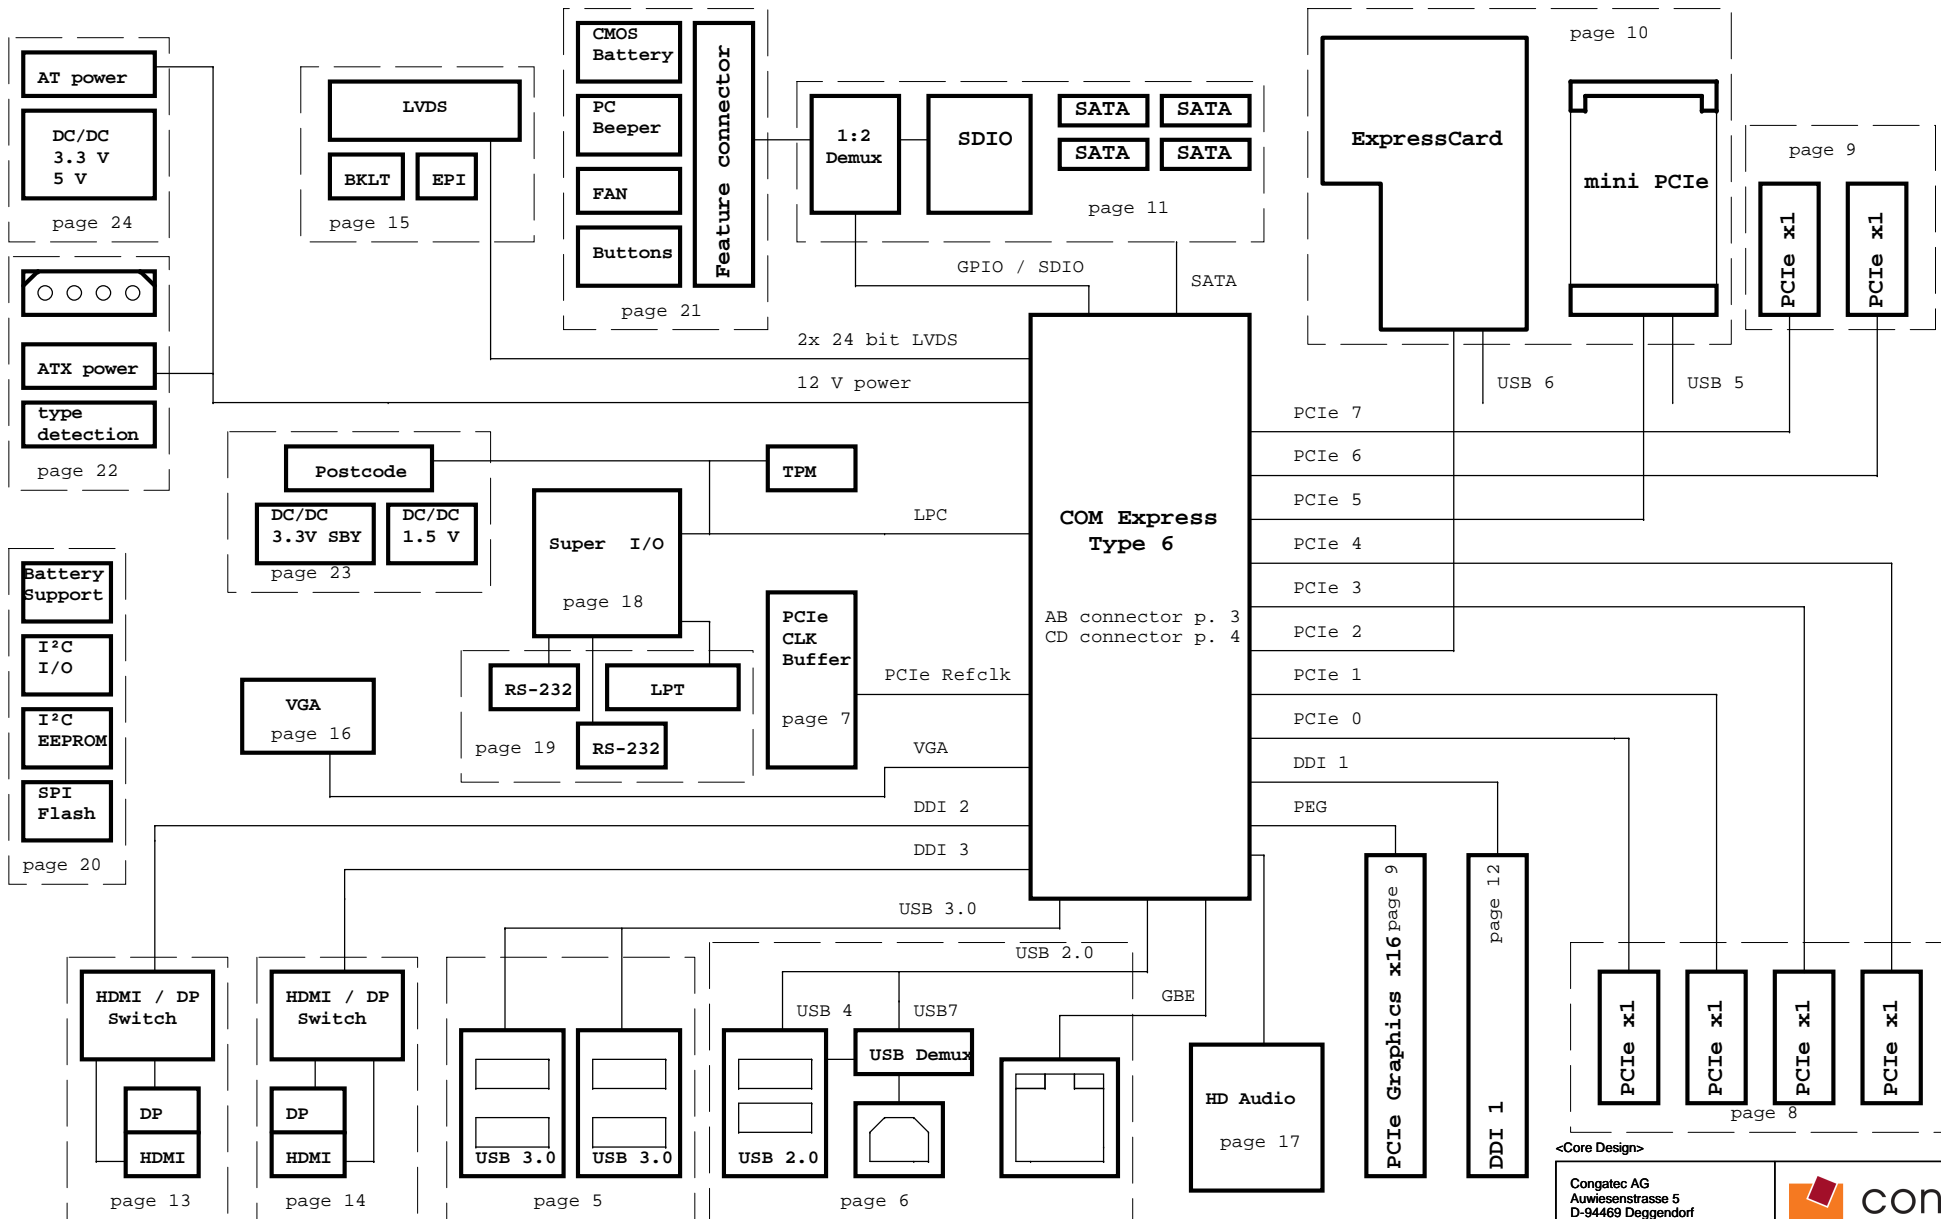 AT power
DC/DC
3.3 V
5 V
page 24
LVDS
BKLT
EPI
page 15
CMOS
Battery
PC
Beeper
FAN
Buttons
Feature connector
page 21
1:2
Demux
SDIO
SATA
SATA
SATA
SATA
page 11
GPIO / SDIO
SATA
page 10
ExpressCard
mini PCIe
USB 6
USB 5
page 9
PCIe x1
PCIe x1
ATX power
type
detection
page 22
2x 24 bit LVDS
12 V power
Postcode
DC/DC
3.3V SBY
DC/DC
1.5 V
page 23
TPM
LPC
Super I/O
page 18
RS-232
LPT
RS-232
page 19
PCIe
CLK
Buffer
page 7
PCIe Refclk
COM Express
Type 6
AB connector p. 3
CD connector p. 4
PCIe 7
PCIe 6
PCIe 5
PCIe 4
PCIe 3
PCIe 2
PCIe 1
PCIe 0
DDI 1
PEG
Battery
Support
I²C
I/O
I²C
EEPROM
SPI
Flash
page 20
VGA
page 16
VGA
DDI 2
DDI 3
USB 3.0
USB 2.0
HDMI / DP
Switch
DP
HDMI
page 13
HDMI / DP
Switch
DP
HDMI
page 14
USB 3.0
USB 3.0
page 5
USB 4
USB7
GBE
USB Demux
USB 2.0
page 6
HD Audio
page 17
PCIe Graphics x16
page 9
DDI 1
page 12
PCIe x1
PCIe x1
PCIe x1
PCIe x1
page 8
<Core Design>
Congatec AG
Auwiesenstrasse 5
D-94469 Deggendorf
con